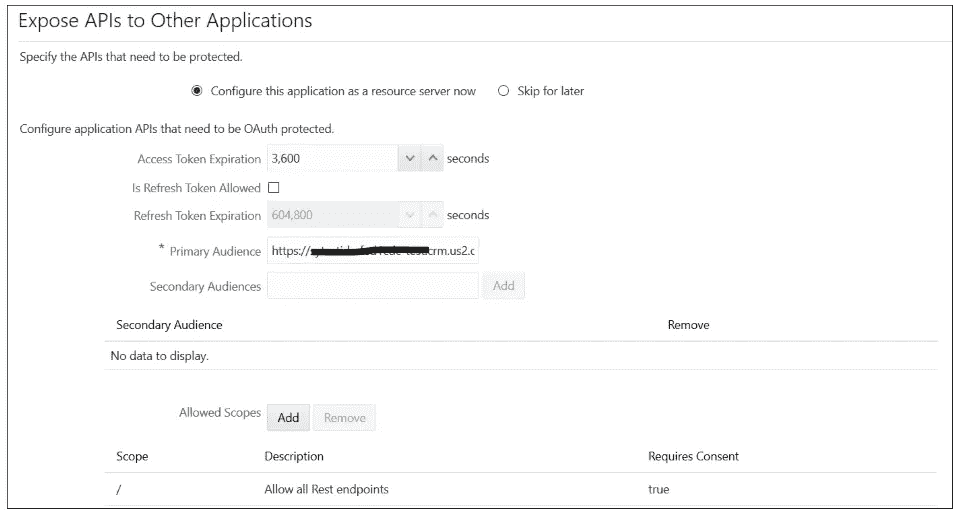 Expose APIs to Other Applications
Specify the APIs that need to be protected.
Configure this application as a resource server now Skip for later
Configure application APIs that need to be OAuth protected.
Access Token Expiration 3,600 seconds
Is Refresh Token Allowed
Refresh Token Expiration 604,800 seconds
* Primary Audience https:// crm.us2.c
Secondary Audiences Add
Secondary Audience Remove
No data to display.
Allowed Scopes Add Remove
Scope Description Requires Consent
/ Allow all Rest endpoints true